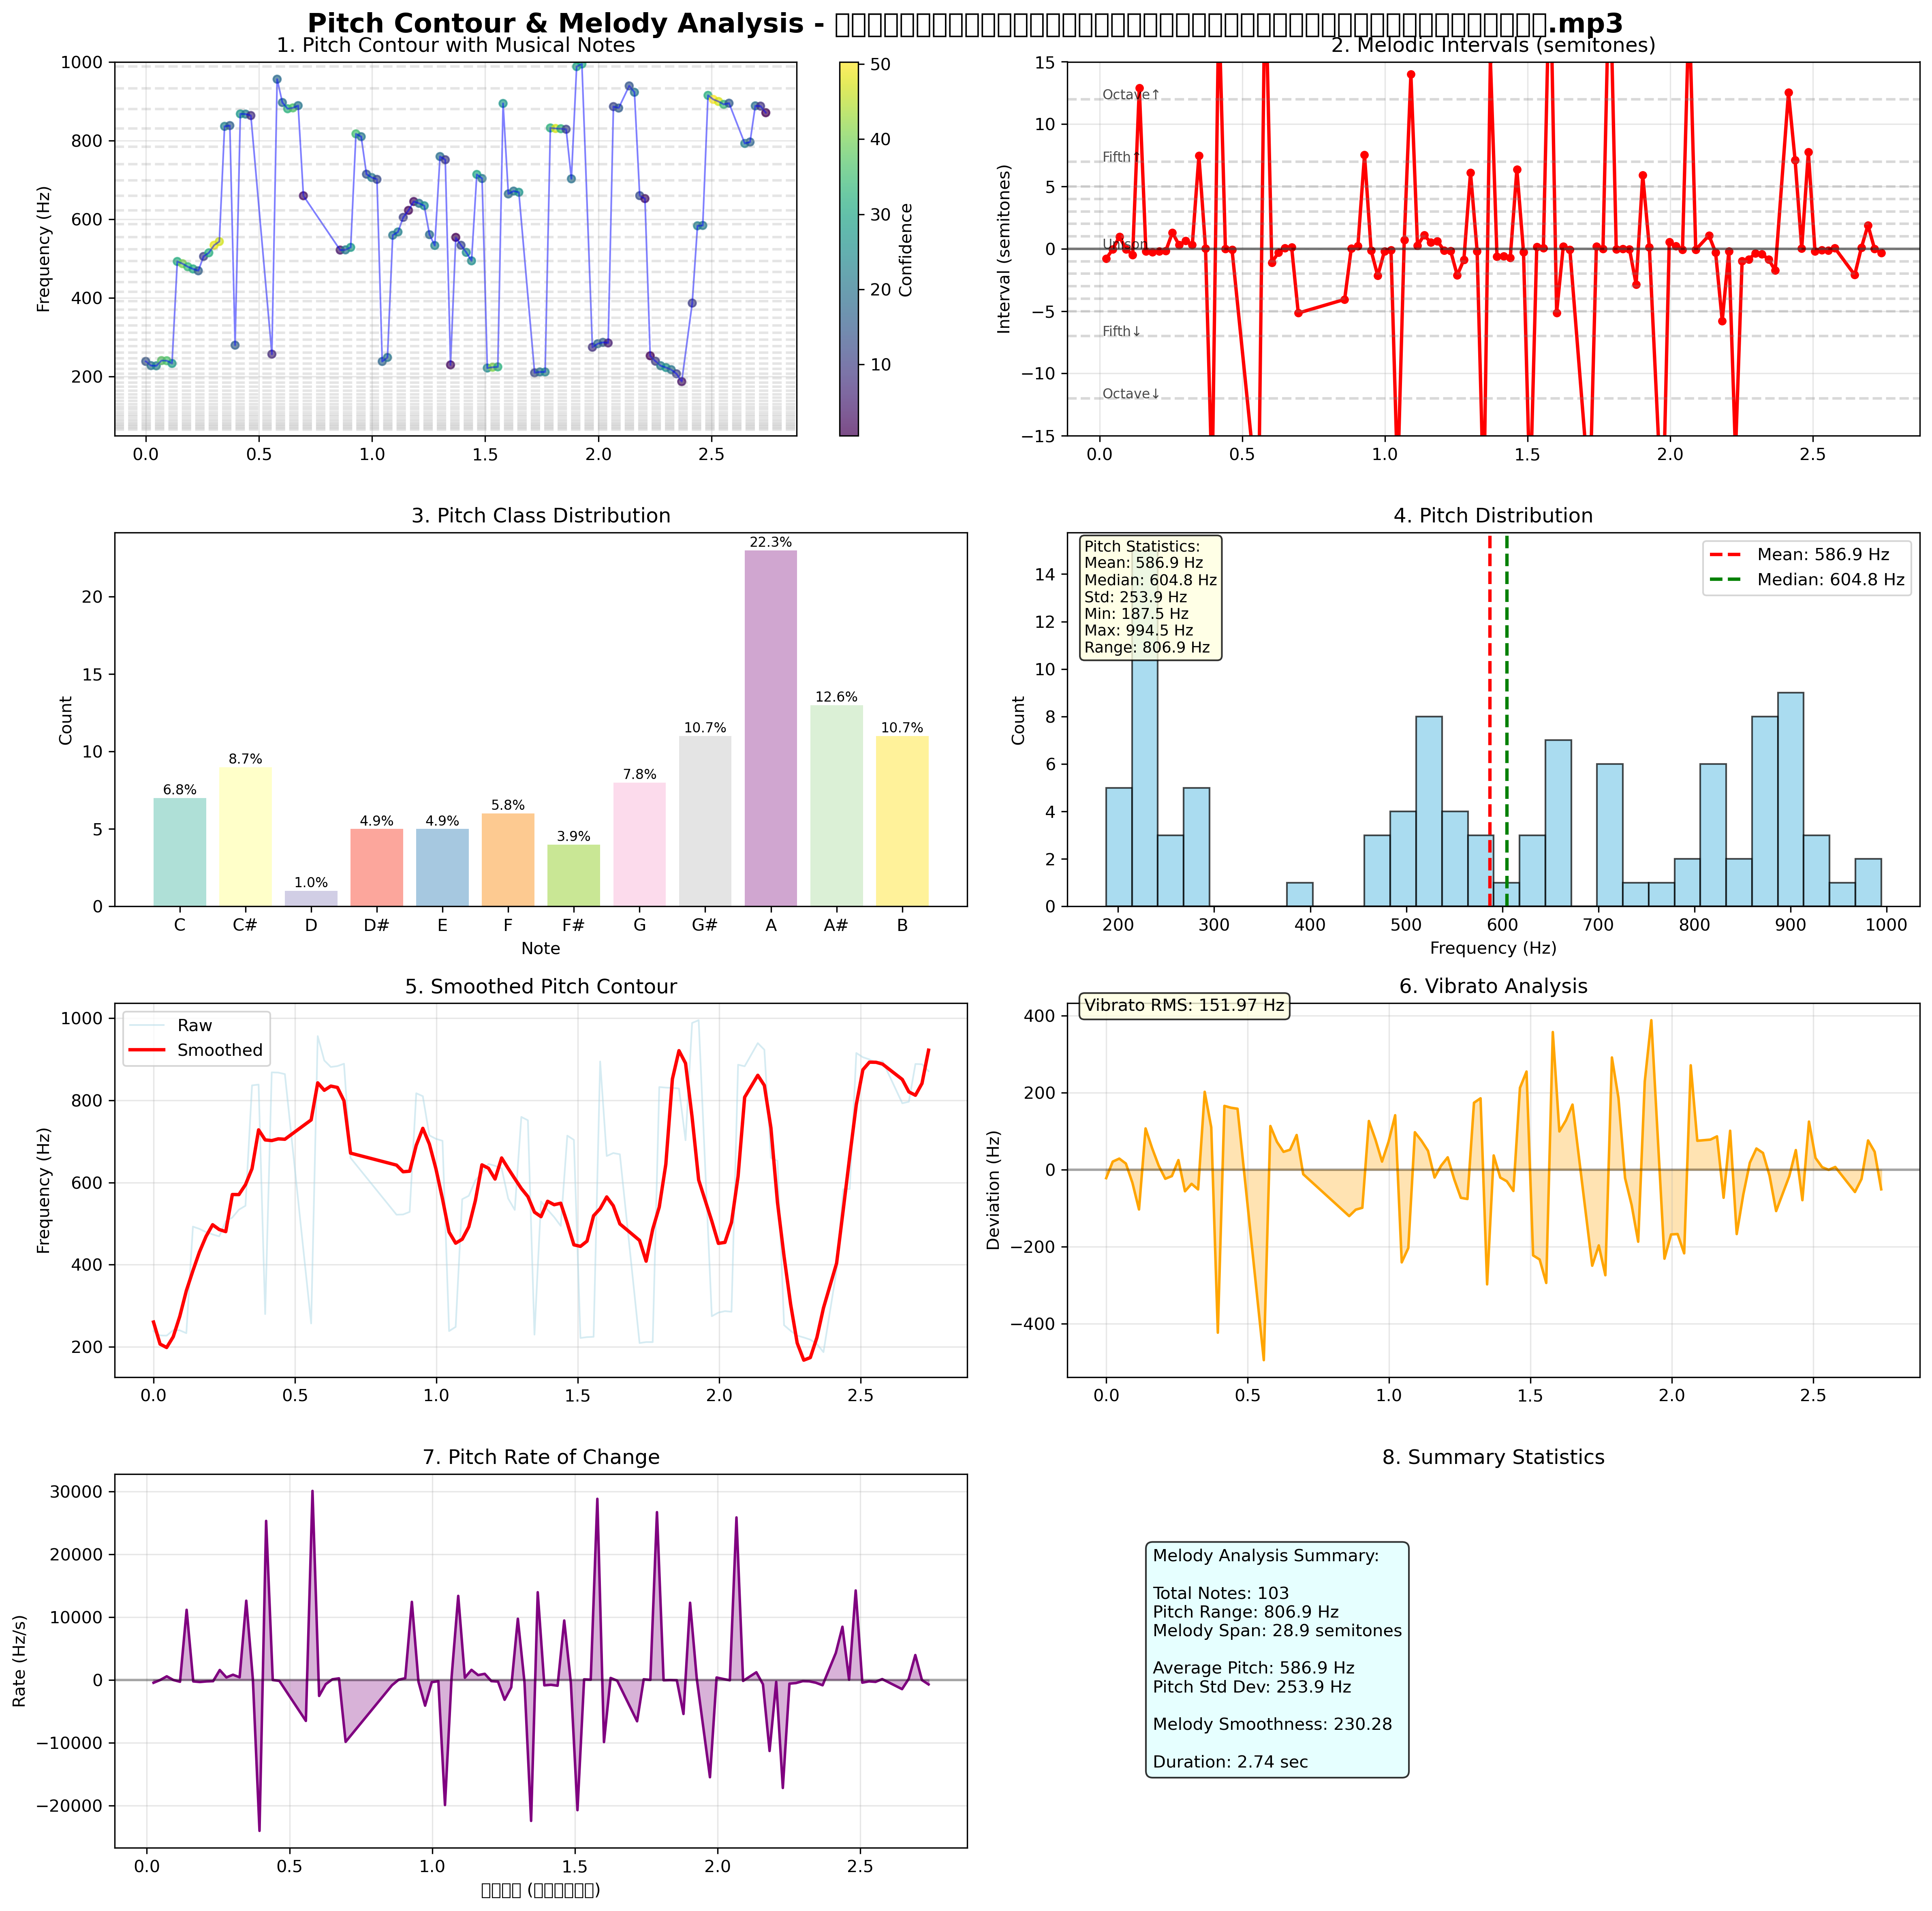 Pitch Contour & Melody Analysis - .mp3
1. Pitch Contour with Musical Notes
1000
800
600
400
200
Frequency (Hz)
0.0 0.5 1.0 1.5 2.0 2.5
50
40
30
20
10
Confidence
2. Melodic Intervals (semitones)
15
10
5
0
−5
−10
−15
Interval (semitones)
Octave↑
Fifth↑
Unison
Fifth↓
Octave↓
0.0 0.5 1.0 1.5 2.0 2.5
3. Pitch Class Distribution
20
15
10
5
0
Count
6.8% 8.7% 1.0% 4.9% 4.9% 5.8% 3.9% 7.8% 10.7% 22.3% 12.6% 10.7%
C C# D D# E F F# G G# A A# B
Note
4. Pitch Distribution
14
12
10
8
6
4
2
0
Count
Pitch Statistics:
Mean: 586.9 Hz
Median: 604.8 Hz
Std: 253.9 Hz
Min: 187.5 Hz
Max: 994.5 Hz
Range: 806.9 Hz
Mean: 586.9 Hz
Median: 604.8 Hz
200 300 400 500 600 700 800 900 1000
Frequency (Hz)
5. Smoothed Pitch Contour
1000
800
600
400
200
Frequency (Hz)
Raw
Smoothed
0.0 0.5 1.0 1.5 2.0 2.5
6. Vibrato Analysis
Vibrato RMS: 151.97 Hz
400
200
0
−200
−400
Deviation (Hz)
0.0 0.5 1.0 1.5 2.0 2.5
7. Pitch Rate of Change
30000
20000
10000
0
−10000
−20000
Rate (Hz/s)
0.0 0.5 1.0 1.5 2.0 2.5
8. Summary Statistics
Melody Analysis Summary:
Total Notes: 103
Pitch Range: 806.9 Hz
Melody Span: 28.9 semitones
Average Pitch: 586.9 Hz
Pitch Std Dev: 253.9 Hz
Melody Smoothness: 230.28
Duration: 2.74 sec